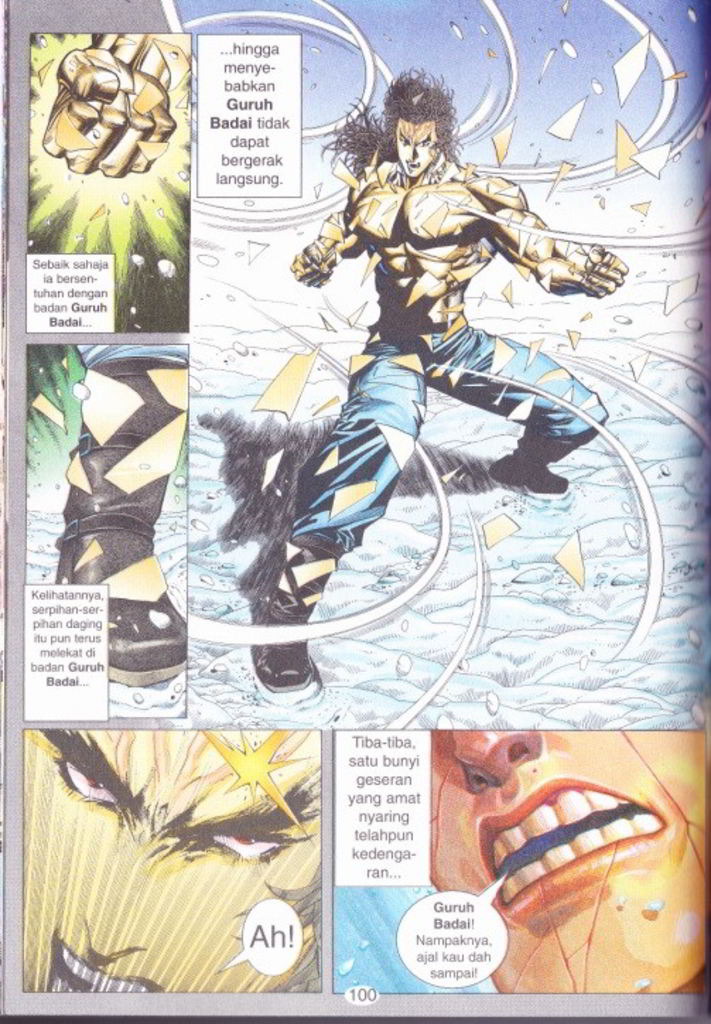 Sebaik sahaja
ia bersen-
tuhan dengan
badan Guruh
Badai...
Kelihatannya,
serpihan-ser-
pihan daging
itu pun terus
melekat di
badan Guruh
Badai...
...hingga
menye-
babkan
Guruh
Badai tidak
dapat
bergerak
langsung.
Ah!
Tiba-tiba,
satu bunyi
geseran
yang amat
nyaring
telahpun
kedenga-
ran...
Guruh
Badai!
Nampaknya,
ajal kau dah
sampai!
100